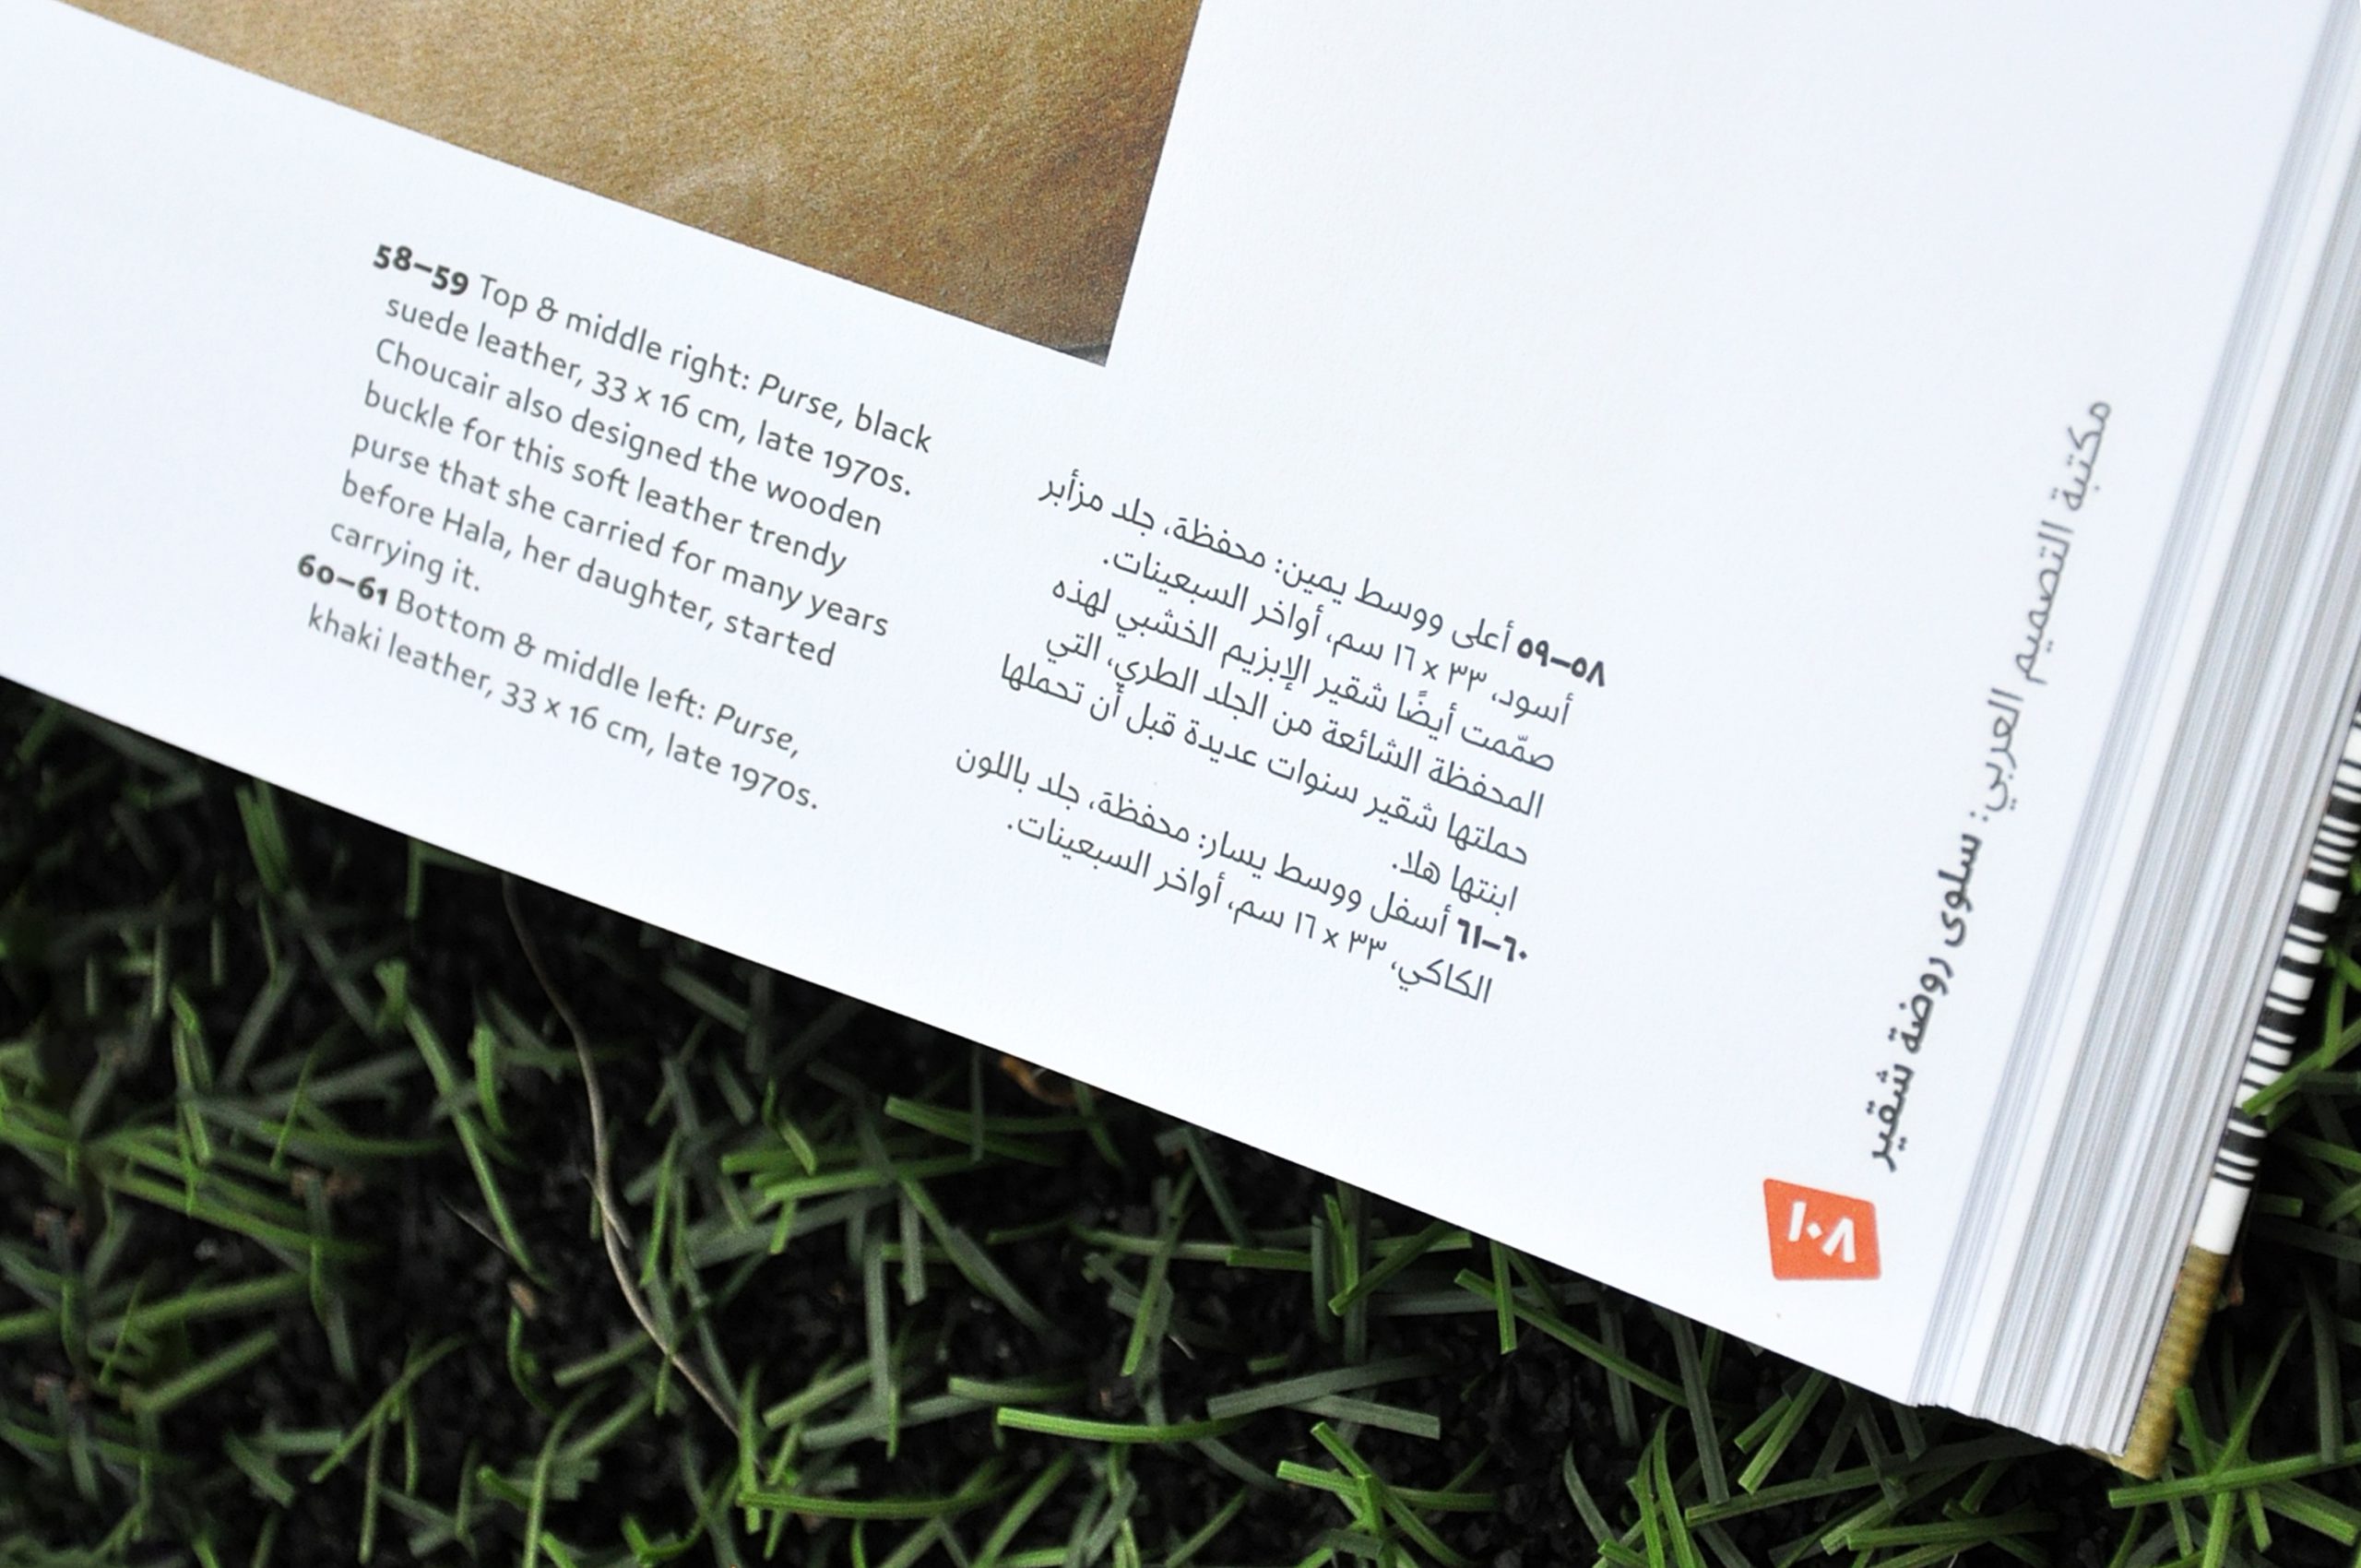 58–59 Top & middle right: Purse, black
suede leather, 33 x 16 cm, late 1970s.
Choucair also designed the wooden
buckle for this soft leather trendy
purse that she carried for many years
before Hala, her daughter, started
carrying it.
60–61 Bottom & middle left: Purse,
khaki leather, 33 x 16 cm, late 1970s.
٥٨–٥٩ أعلى ووسط يمين: محفظة، جلد مزأبر
أسود، ٣٣ x ١٦ سم، أواخر السبعينات.
صمّمت أيضًا شقير الإبزيم الخشبي لهذه
المحفظة الشائعة من الجلد الطري، التي
حملتها شقير سنوات عديدة قبل أن تحملها
ابنتها هلا.
٦٠–٦١ أسفل ووسط يسار: محفظة، جلد باللون
الكاكي، ٣٣ x ١٦ سم، أواخر السبعينات.
مكتبة التصميم العربي: سلوى روضة شقير
١٠٨